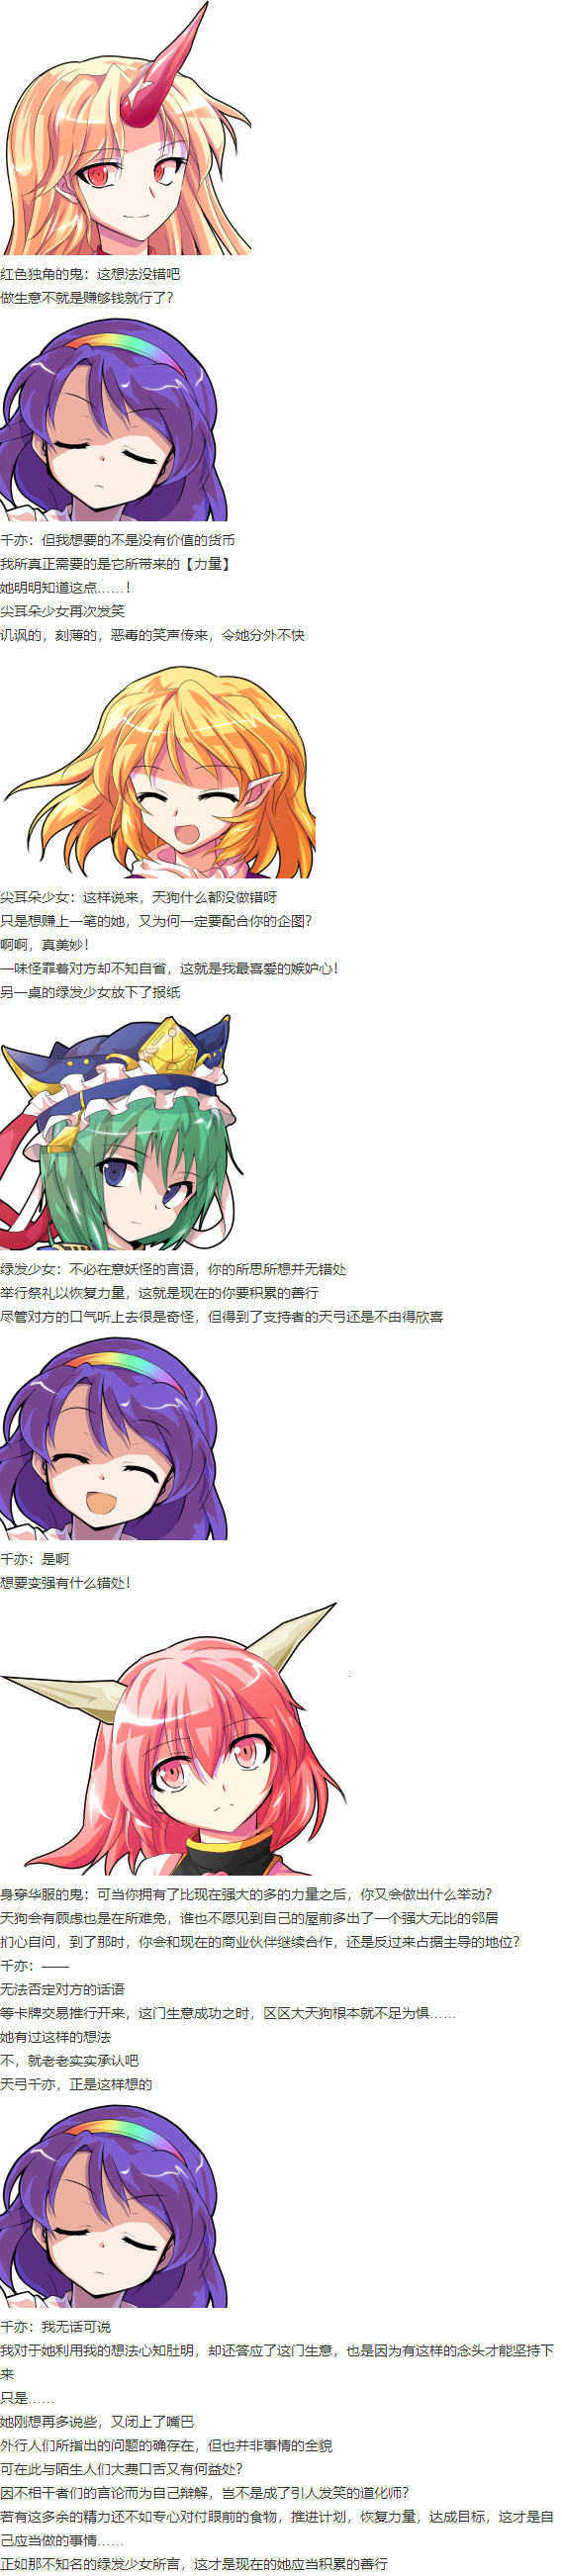 红色独角的鬼：这想法没错吧
做生意不就是赚够钱就行了？
千亦：但我想要的不是没有价值的货币
我所真正需要的是它所带来的【力量】
她明明知道这点……！
尖耳朵少女再次发笑
讥讽的，刻薄的，恶毒的笑声传来，令她分外不快
尖耳朵少女：这样说来，天狗什么都没做错呀
只是想赚上一笔的她，又为何一定要配合你的企图？
啊啊，真美妙！
一味怪罪着对方却不知自省，这就是我最喜爱的嫉妒心！
另一桌的绿发少女放下了报纸
绿发少女：不必在意妖怪的言语，你的所思所想并无错处
举行祭礼以恢复力量，这就是现在的你要积累的善行
尽管对方的口气听上去很是奇怪，但得到了支持者的天弓还是不由得欣喜
千亦：是啊
想要变强有什么错处！
身穿华服的鬼：可当你拥有了比现在强大的多的力量之后，你又会做出什么举动？
天狗会有顾虑也是在所难免，谁也不愿见到自己的屋前多出了一个强大无比的邻居
扪心自问，到了那时，你会和现在的商业伙伴继续合作，还是反过来占据主导的地位？
千亦：——
无法否定对方的话语
等卡牌交易推行开来，这门生意成功之时，区区大天狗根本就不足为惧……
她有过这样的想法
不，就老老实实承认吧
天弓千亦，正是这样想的
千亦：我无话可说
我对于她利用我的想法心知肚明，却还答应了这门生意，也是因为有这样的念头才能坚持下
来
只是……
她刚想再多说些，又闭上了嘴巴
外行人们所指出的问题的确存在，但也并非事情的全貌
可在此与陌生人们大费口舌又有何益处？
因不相干者们的言论而为自己辩解，岂不是成了引人发笑的道化师？
若有这多余的精力还不如专心对付眼前的食物，推进计划，恢复力量，达成目标，这才是自
己应当做的事情……
正如那不知名的绿发少女所言，这才是现在的她应当积累的善行